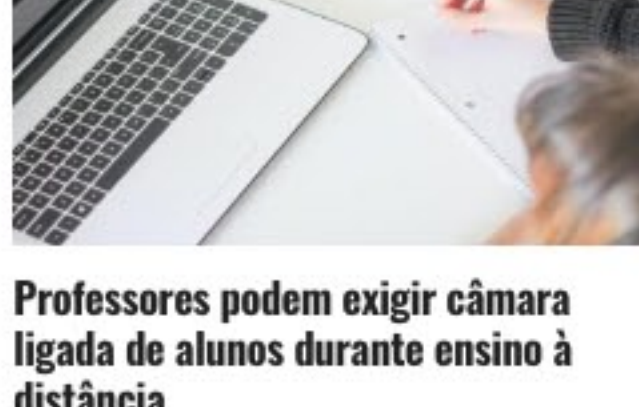 Professores podem exigir câmara
ligada de alunos durante ensino à
distância